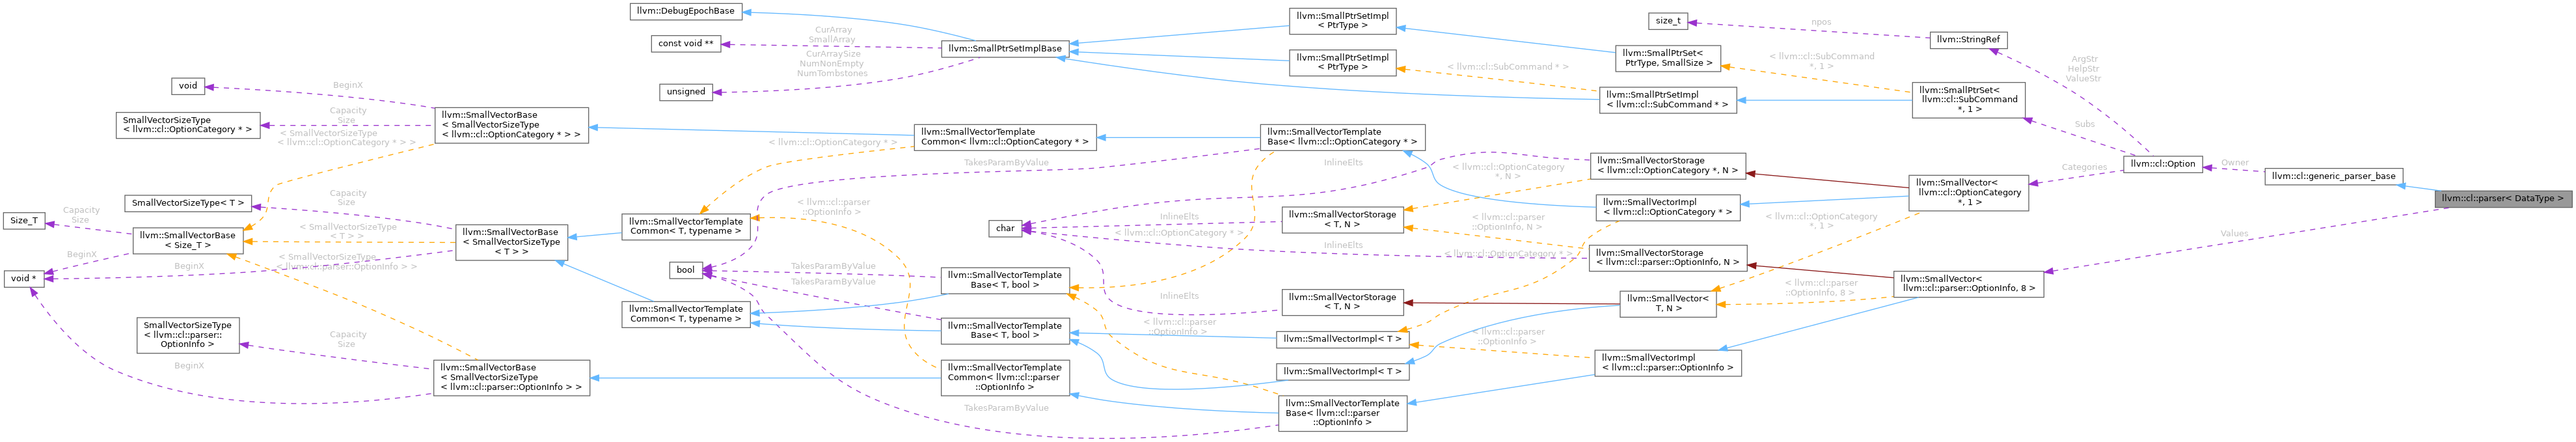 llvm::DebugEpochBase
const void **
CurArray
SmallArray
CurArraySize
NumNonEmpty
NumTombstones
unsigned
llvm::SmallPtrSetImplBase
llvm::SmallPtrSetImpl
< PtrType >
llvm::SmallPtrSetImpl
< PtrType >
< llvm::cl::SubCommand * >
llvm::SmallPtrSetImpl
< llvm::cl::SubCommand * >
size_t
npos
llvm::StringRef
llvm::SmallPtrSet<
PtrType, SmallSize >
< llvm::cl::SubCommand
*, 1 >
llvm::SmallPtrSet<
llvm::cl::SubCommand
*, 1 >
ArgStr
HelpStr
ValueStr
Subs
void
BeginX
SmallVectorSizeType
< llvm::cl::OptionCategory * >
Capacity
Size
< SmallVectorSizeType
< llvm::cl::OptionCategory * > >
llvm::SmallVectorBase
< SmallVectorSizeType
< llvm::cl::OptionCategory * > >
llvm::SmallVectorTemplate
Common< llvm::cl::OptionCategory * >
< llvm::cl::OptionCategory * >
llvm::SmallVectorTemplate
Base< llvm::cl::OptionCategory * >
TakesParamByValue
InlineElts
llvm::SmallVectorStorage
< llvm::cl::OptionCategory *, N >
< llvm::cl::OptionCategory
*, N >
llvm::SmallVectorImpl
< llvm::cl::OptionCategory * >
llvm::SmallVector<
llvm::cl::OptionCategory
*, 1 >
Categories
llvm::cl::Option
Owner
llvm::cl::generic_parser_base
llvm::cl::parser< DataType >
Values
SmallVectorSizeType< T >
Capacity
Size
Size_T
Capacity
Size
llvm::SmallVectorBase
< Size_T >
< SmallVectorSizeType
< T > >
llvm::SmallVectorBase
< SmallVectorSizeType
< T > >
void *
BeginX
BeginX
< SmallVectorSizeType
< llvm::cl::parser::OptionInfo > >
llvm::SmallVectorTemplate
Common< T, typename >
< llvm::cl::parser
::OptionInfo >
llvm::SmallVectorTemplate
Common< T, typename >
bool
char
InlineElts
< llvm::cl::OptionCategory * >
InlineElts
TakesParamByValue
TakesParamByValue
llvm::SmallVectorTemplate
Base< T, bool >
llvm::SmallVectorTemplate
Base< T, bool >
InlineElts
llvm::SmallVectorStorage
< T, N >
< llvm::cl::parser
::OptionInfo, N >
< llvm::cl::OptionCategory * >
llvm::SmallVectorStorage
< llvm::cl::parser::OptionInfo, N >
< llvm::cl::OptionCategory
*, 1 >
llvm::SmallVector<
llvm::cl::parser::OptionInfo, 8 >
< llvm::cl::parser
::OptionInfo, 8 >
llvm::SmallVector<
T, N >
llvm::SmallVectorStorage
< T, N >
< llvm::cl::parser
::OptionInfo >
llvm::SmallVectorImpl< T >
< llvm::cl::parser
::OptionInfo >
llvm::SmallVectorImpl< T >
llvm::SmallVectorImpl
< llvm::cl::parser::OptionInfo >
SmallVectorSizeType
< llvm::cl::parser::
OptionInfo >
Capacity
Size
BeginX
llvm::SmallVectorBase
< SmallVectorSizeType
< llvm::cl::parser::OptionInfo > >
llvm::SmallVectorTemplate
Common< llvm::cl::parser
::OptionInfo >
TakesParamByValue
llvm::SmallVectorTemplate
Base< llvm::cl::parser
::OptionInfo >